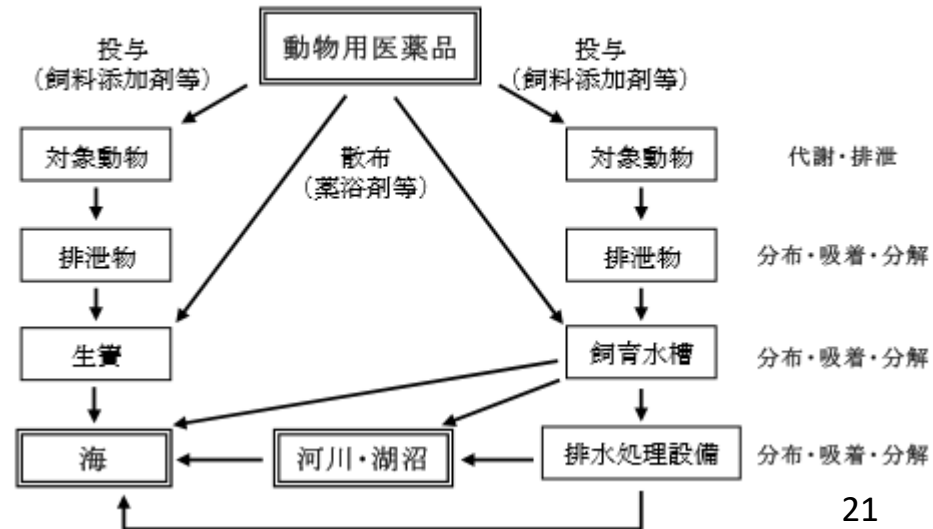 動物用医薬品
投与
（飼料添加剤等）
投与
（飼料添加剤等）
対象動物
散布
（薬浴剤等）
対象動物
代謝・排泄
排泄物
排泄物
分布・吸着・分解
生簀
飼育水槽
分布・吸着・分解
海
河川・湖沼
排水処理設備
分布・吸着・分解
21